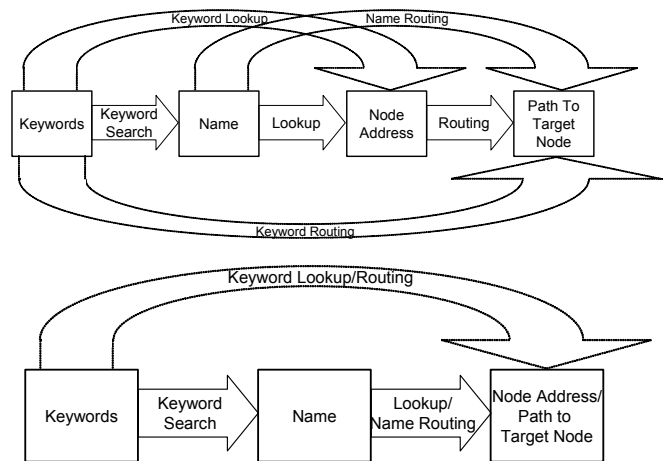 Keyword Lookup
Name Routing
Keywords
Keyword
Search
Name
Lookup
Node
Address
Routing
Path To
Target
Node
Keyword Routing
Keyword Lookup/Routing
Keywords
Keyword
Search
Name
Lookup/
Name Routing
Node Address/
Path to
Target Node